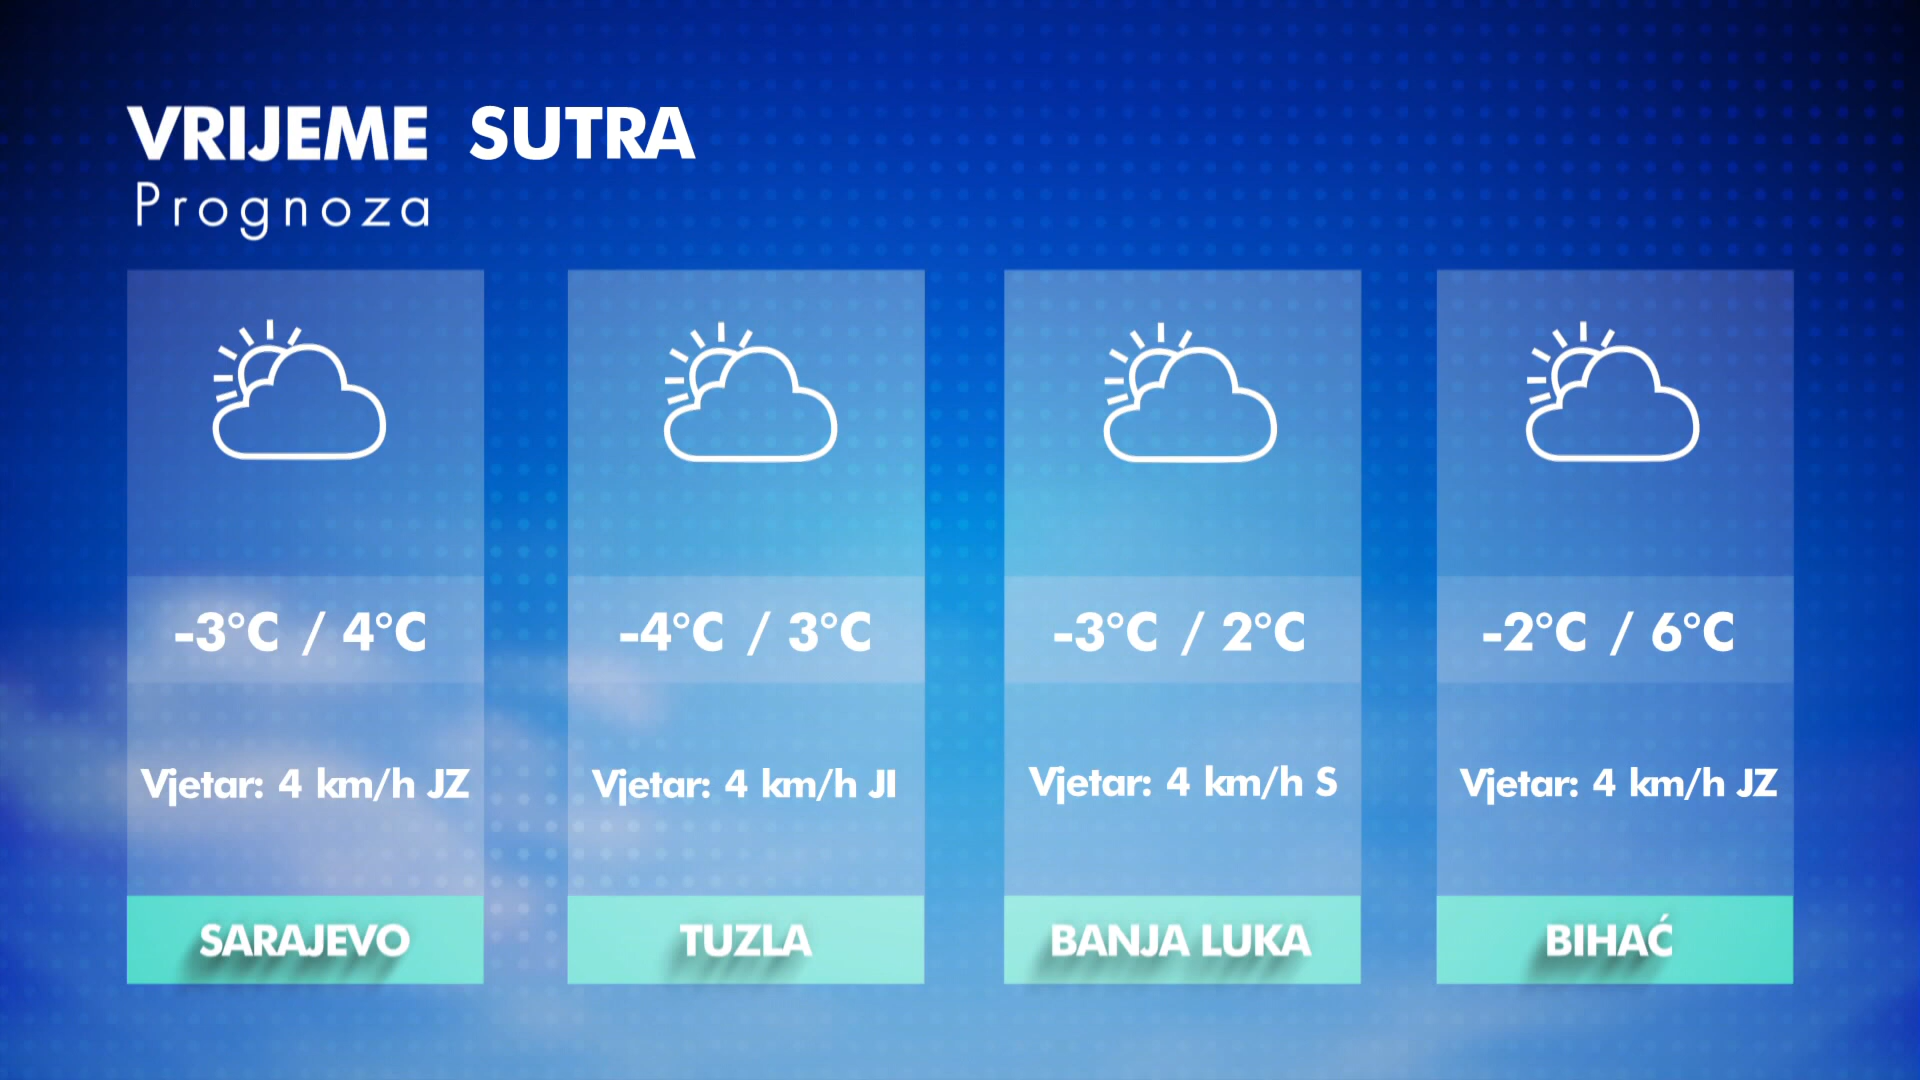 VRIJEME SUTRA
Prognoza
-3°C / 4°C
Vjetar: 4 km/h JZ
SARAJEVO
-4°C / 3°C
Vjetar: 4 km/h JI
TUZLA
-3°C / 2°C
Vjetar: 4 km/h S
BANJA LUKA
-2°C / 6°C
Vjetar: 4 km/h JZ
BIHAĆ